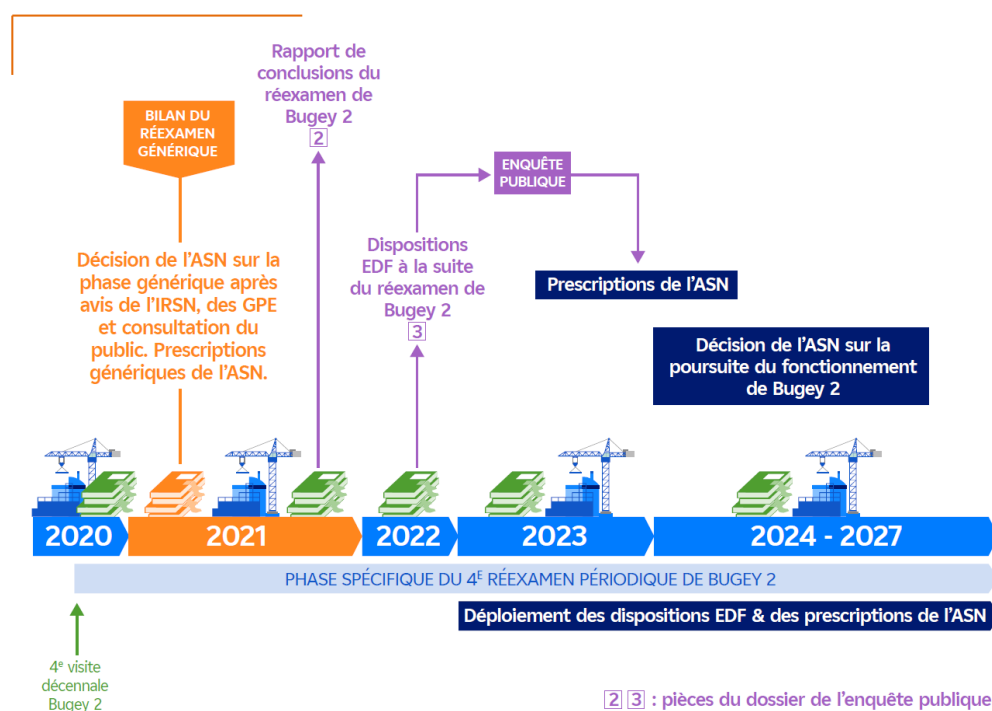 Rapport de
conclusions du
réexamen de
Bugey 2
2
BILAN DU
RÉEXAMEN
GÉNÉRIQUE
ENQUÊTE
PUBLIQUE
Décision de l'ASN sur la
phase générique après
avis de l'IRSN, des GPE
et consultation du
public. Prescriptions
génériques de l'ASN.
Dispositions
EDF à la suite
du réexamen de
Bugey 2
3
Prescriptions de l'ASN
Décision de l'ASN sur la
poursuite du fonctionnement
de Bugey 2
2020
2021
2022
2023
2024 - 2027
PHASE SPÉCIFIQUE DU 4E RÉEXAMEN PÉRIODIQUE DE BUGEY 2
Déploiement des dispositions EDF & des prescriptions de l'ASN
4e visite
décennale
Bugey 2
2 3 : pièces du dossier de l'enquête publique